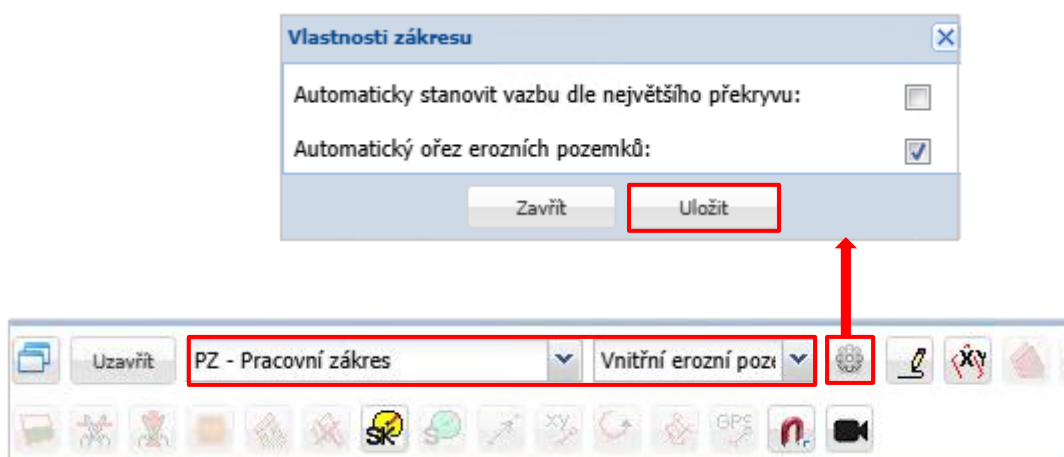 Vlastnosti zákresu
Automaticky stanovit vazbu dle největšího překryvu:
Automatický ořez erozních pozemků:
Zavřít Uložit
Uzavřít PZ - Pracovní zákres Vnitřní erozní poze XY
SK S XY GPS